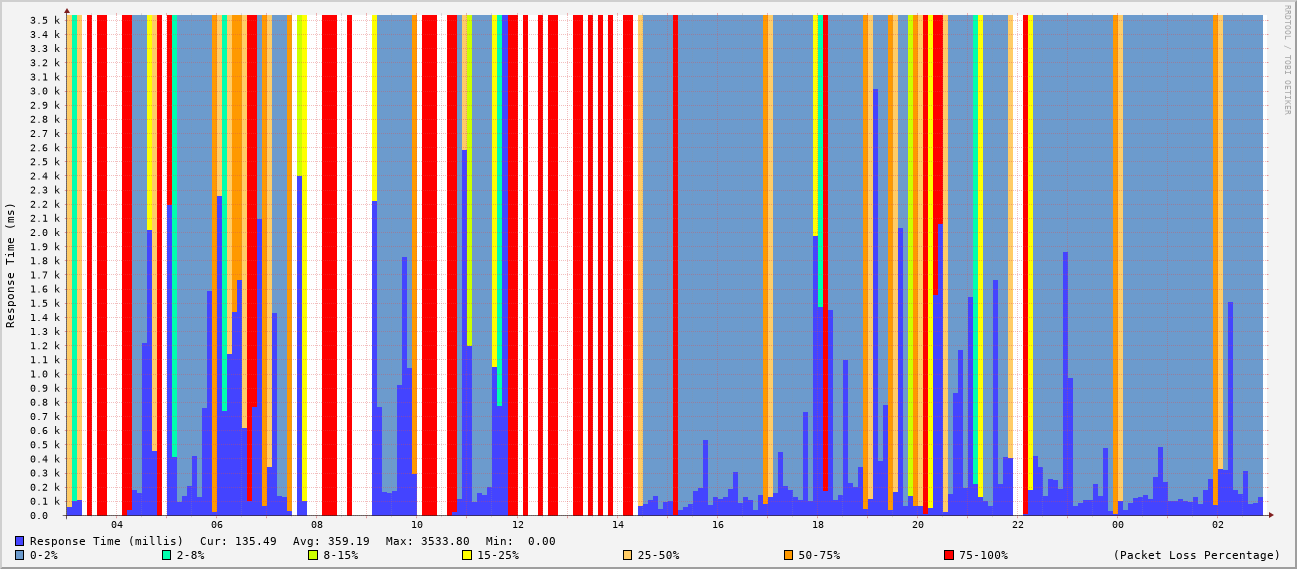 RRDTOOL / TOBI OETIKER
Response Time (ms)
3.5 k
3.4 k
3.3 k
3.2 k
3.1 k
3.0 k
2.9 k
2.8 k
2.7 k
2.6 k
2.5 k
2.4 k
2.3 k
2.2 k
2.1 k
2.0 k
1.9 k
1.8 k
1.7 k
1.6 k
1.5 k
1.4 k
1.3 k
1.2 k
1.1 k
1.0 k
0.9 k
0.8 k
0.7 k
0.6 k
0.5 k
0.4 k
0.3 k
0.2 k
0.1 k
0.0
04 06 08 10 12 14 16 18 20 22 00 02
Response Time (millis) Cur: 135.49 Avg: 359.19 Max: 3533.80 Min: 0.00
0-2% 2-8% 8-15% 15-25% 25-50% 50-75% 75-100% (Packet Loss Percentage)